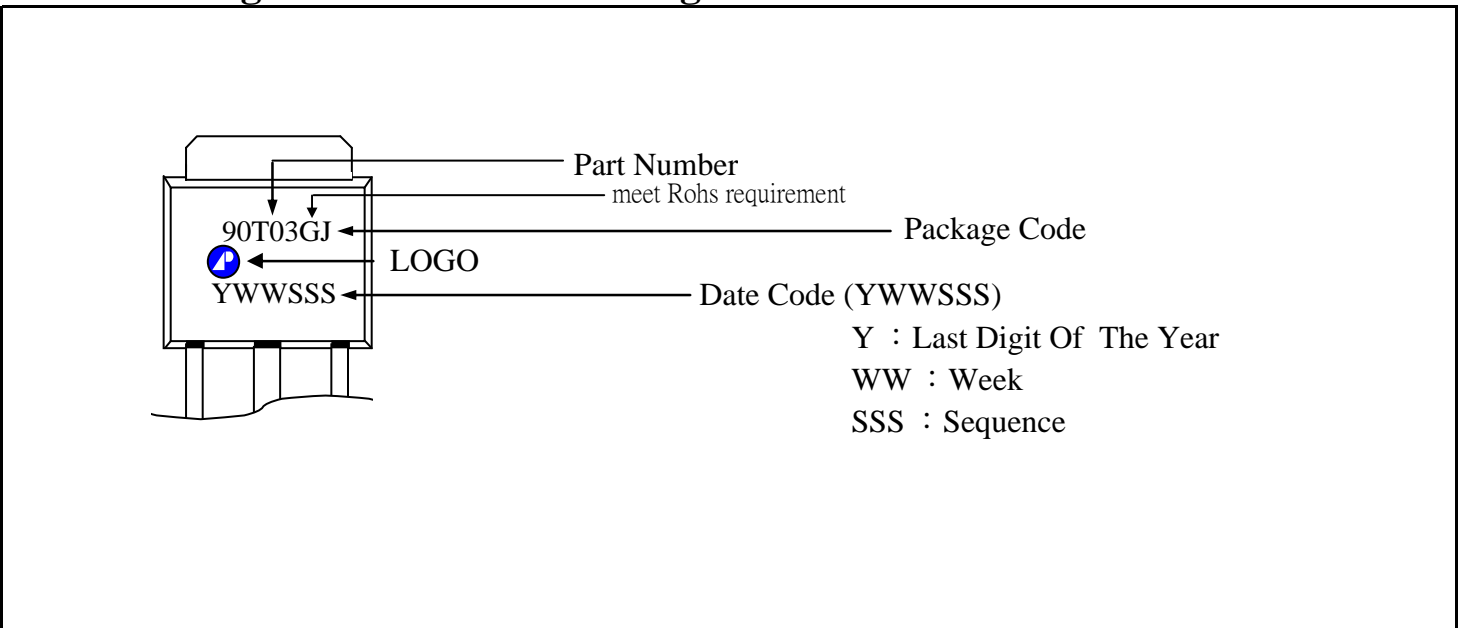 Part Number
meet Rohs requirement
90T03GJ
Package Code
LOGO
YWWSSS
Date Code (YWWSSS)
Y ：Last Digit Of The Year
WW ：Week
SSS ：Sequence